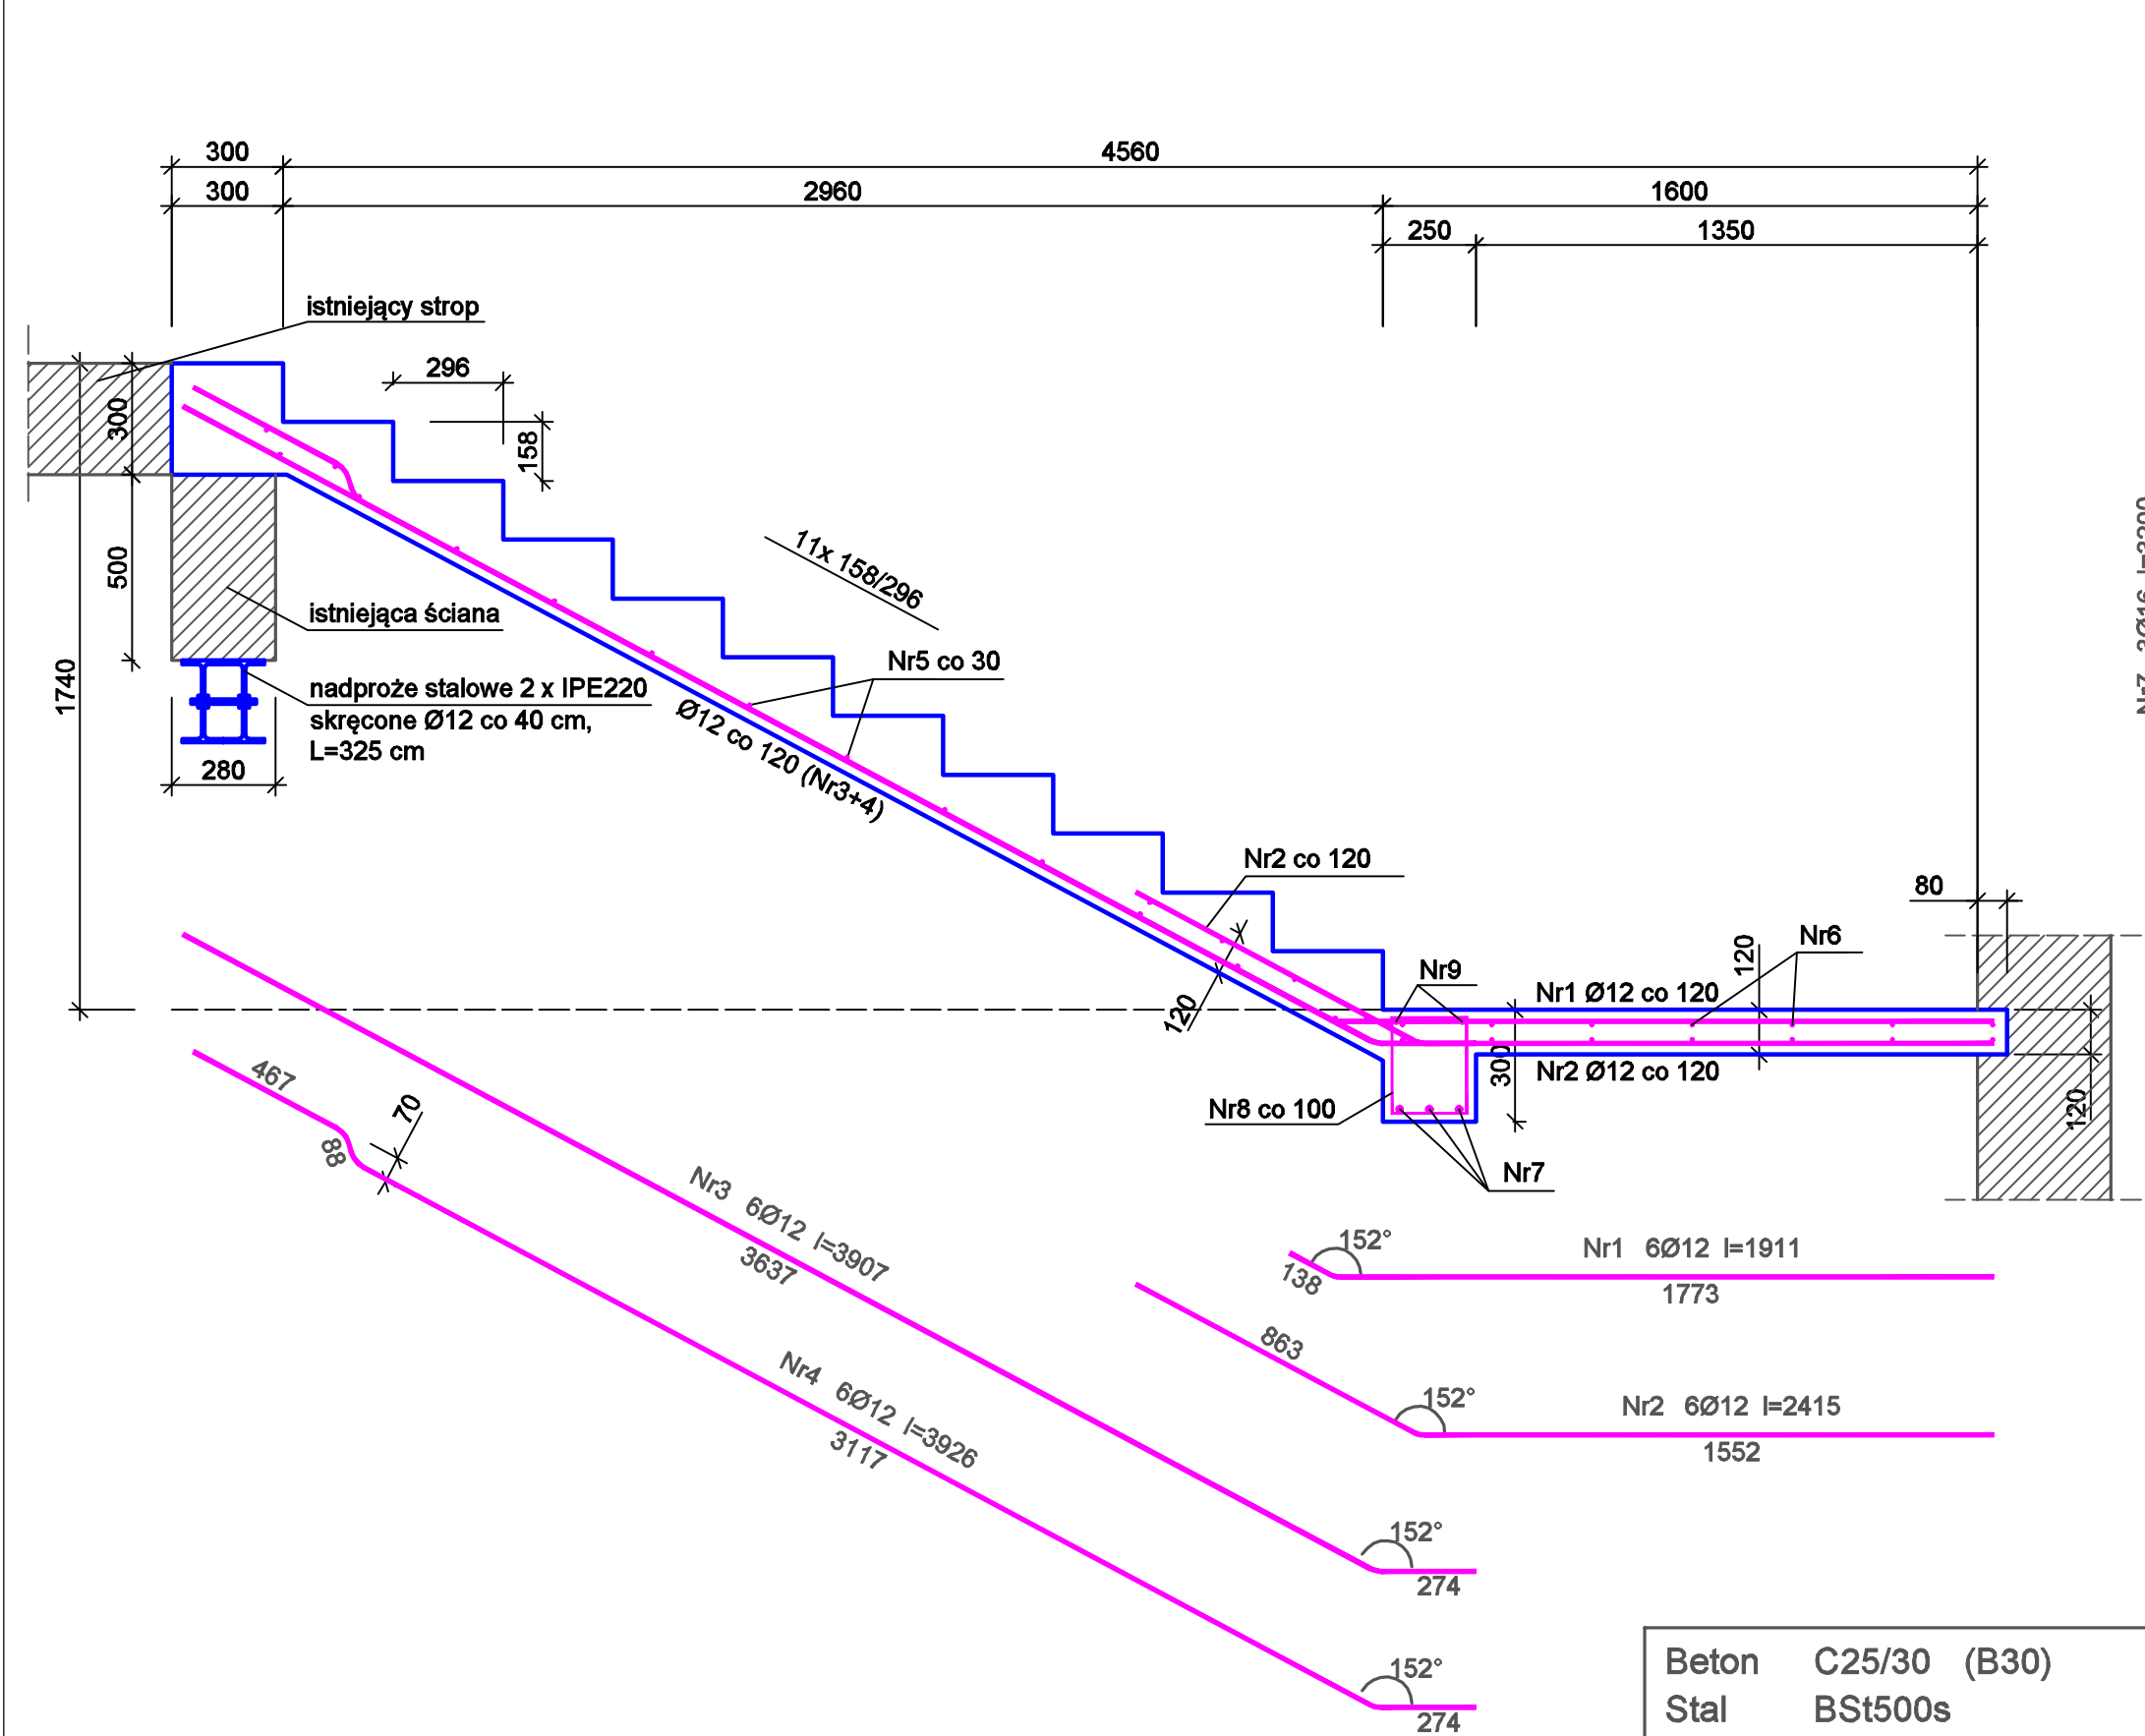 300
4560
300
2960
1600
250
1350
istniejący strop
296
300
158
500
11x 158/296
istniejąca ściana
Nr5 co 30
1740
nadproże stalowe 2 x IPE220
skręcone Ø12 co 40 cm,
L=325 cm
280
Ø12 co 120 (Nr3+4)
Nr2 co 120
80
Nr6
120
Nr9
Nr1 Ø12 co 120
120
300
Nr2 Ø12 co 120
120
Nr8 co 100
Nr7
467
70
88
Nr3 6Ø12 l=3907
3637
152°
138
Nr1 6Ø12 l=1911
1773
863
152°
Nr2 6Ø12 l=2415
1552
Nr4 6Ø12 l=3926
3117
152°
274
152°
274
Beton C25/30 (B30)
Stal BSt500s